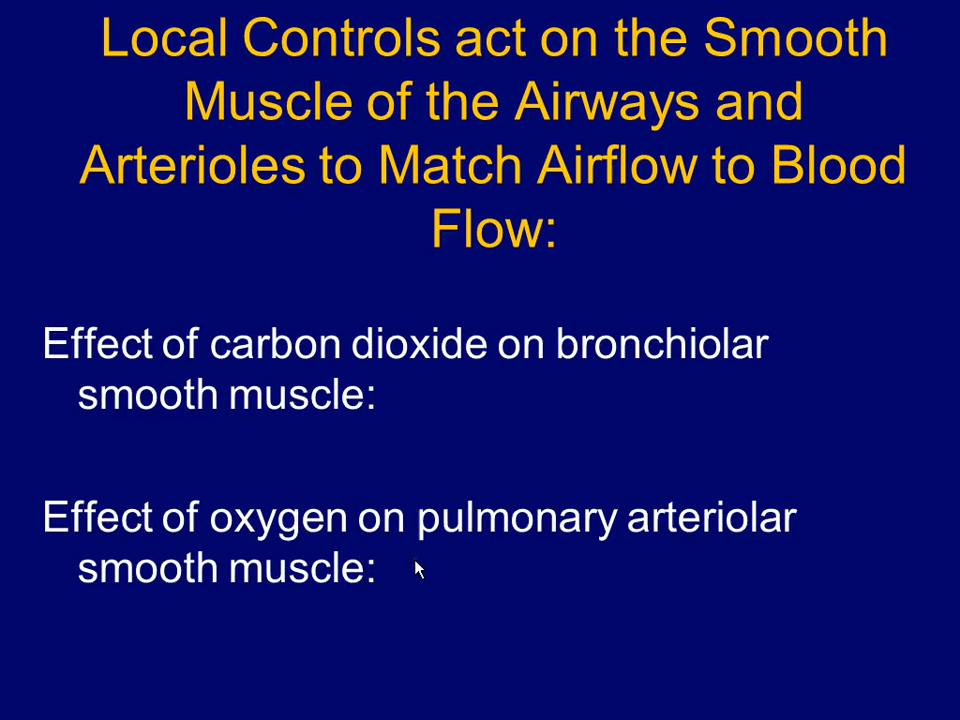 Local Controls act on the Smooth
Muscle of the Airways and
Arterioles to Match Airflow to Blood
Flow:
Effect of carbon dioxide on bronchiolar
smooth muscle:
Effect of oxygen on pulmonary arteriolar
smooth muscle: